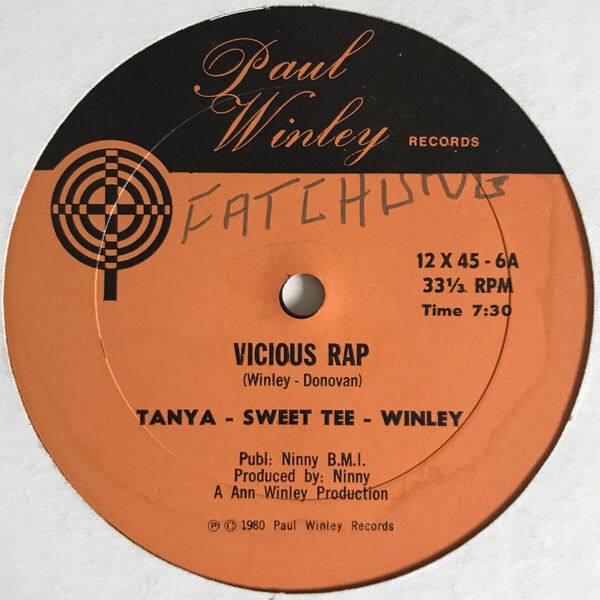 Paul
Winley RECORDS
FATCHUNG
12 X 45 - 6A
33⅓ RPM
Time 7:30
VICIOUS RAP
(Winley - Donovan)
TANYA - SWEET TEE - WINLEY
Publ: Ninny B.M.I.
Produced by: Ninny
A Ann Winley Production
℗ © 1980 Paul Winley Records